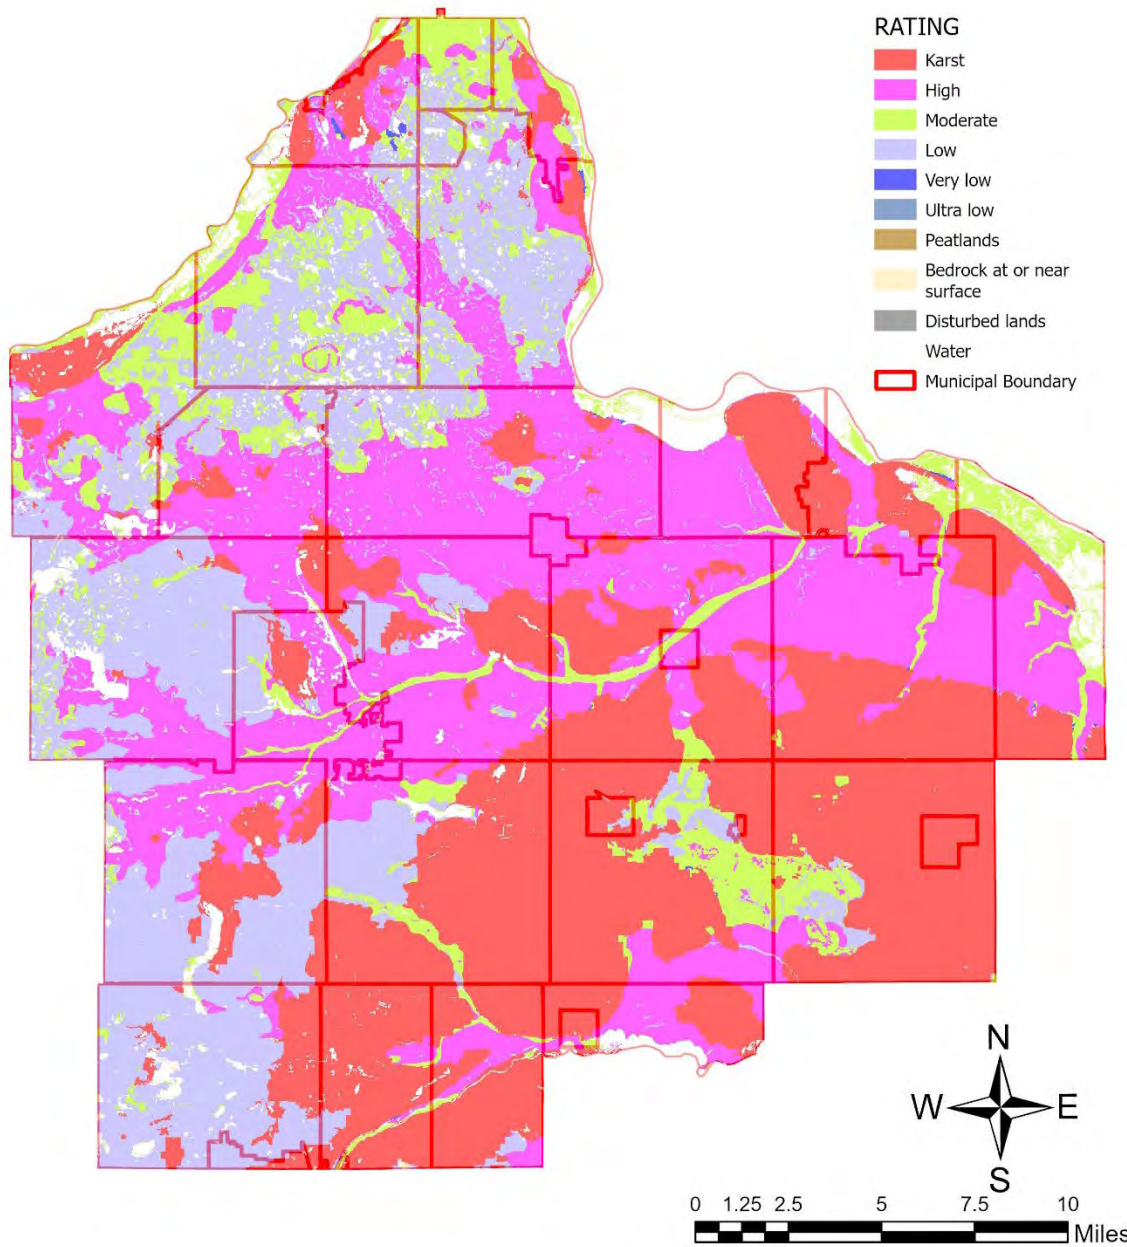 RATING
Karst
High
Moderate
Low
Very low
Ultra low
Peatlands
Bedrock at or near
surface
Disturbed lands
Water
Municipal Boundary
N
W E
S
0 1.25 2.5 5 7.5 10
Miles